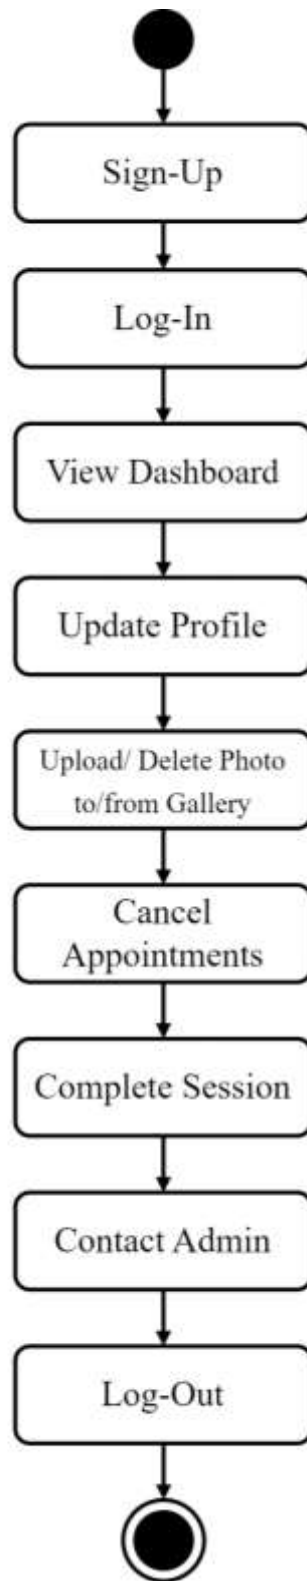 Sign-Up
Log-In
View Dashboard
Update Profile
Upload/ Delete Photo
to/from Gallery
Cancel
Appointments
Complete Session
Contact Admin
Log-Out